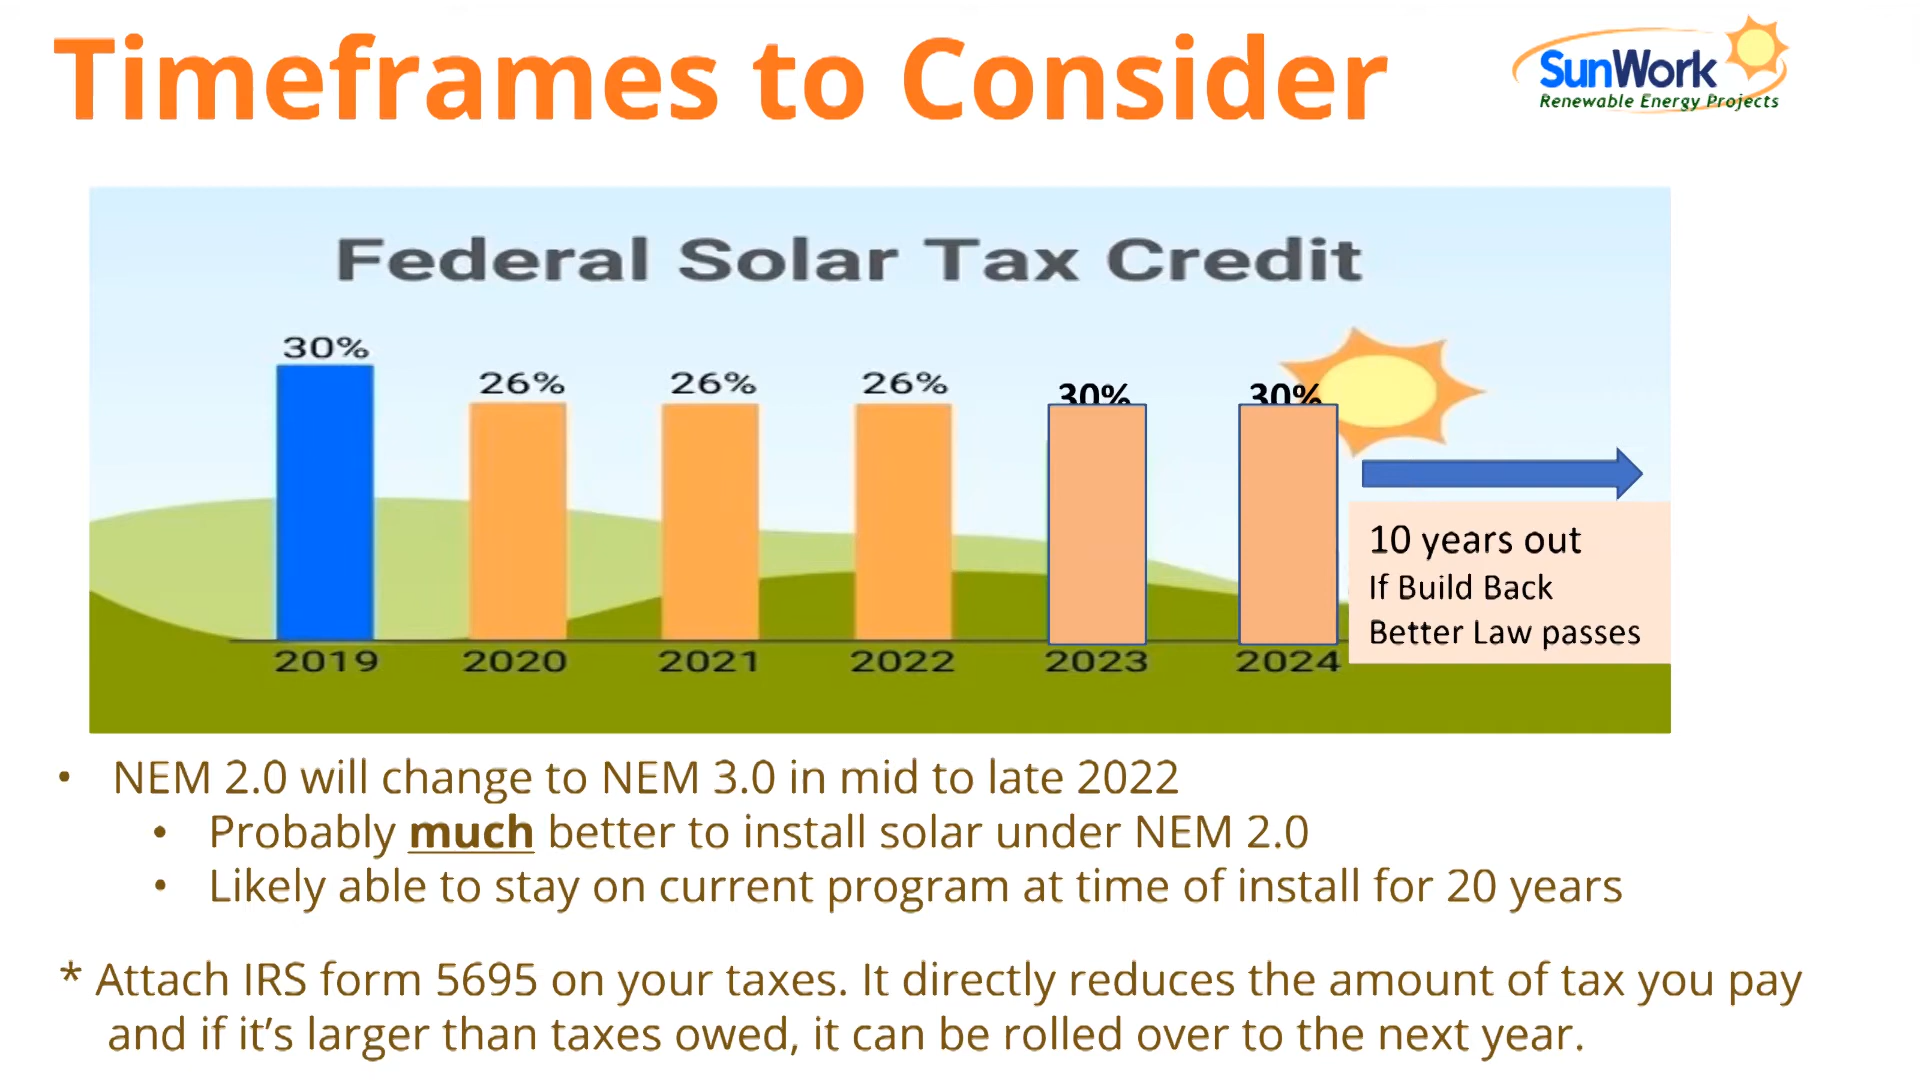 Timeframes to Consider
SunWork
Renewable Energy Projects
Federal Solar Tax Credit
30%
26%
26%
26%
30%
30%
10 years out
If Build Back
Better Law passes
2019
2020
2021
2022
2023
2024
• NEM 2.0 will change to NEM 3.0 in mid to late 2022
• Probably much better to install solar under NEM 2.0
• Likely able to stay on current program at time of install for 20 years
* Attach IRS form 5695 on your taxes. It directly reduces the amount of tax you pay
and if it’s larger than taxes owed, it can be rolled over to the next year.